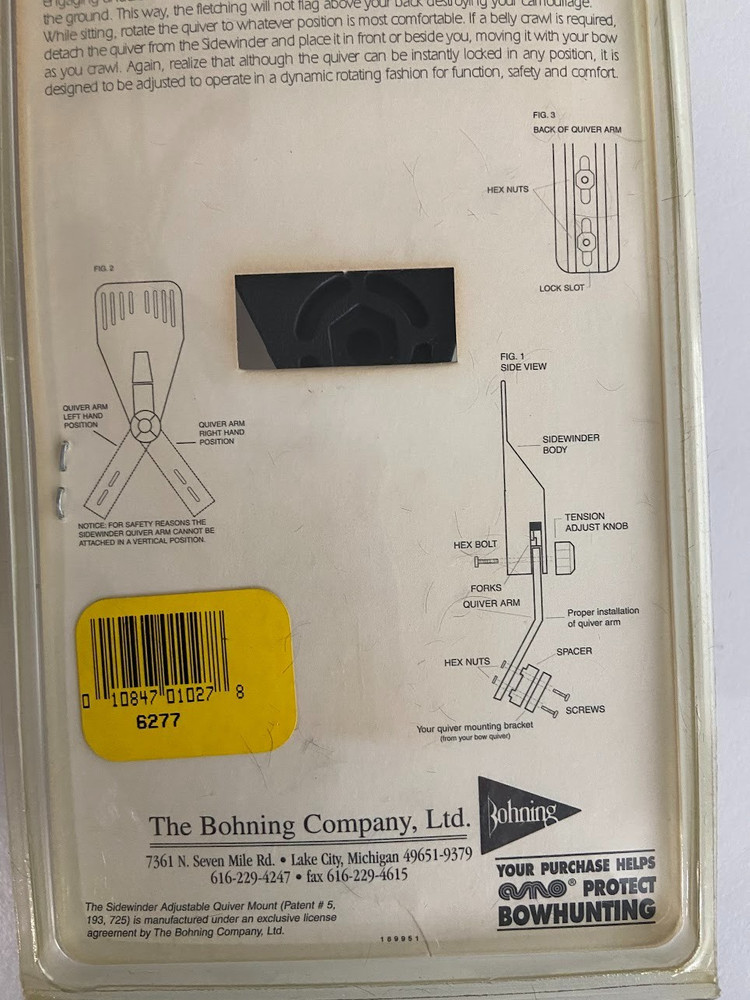 the ground. This way, the fletching will not flag above your back destroying your camouflage.
While sitting, rotate the quiver to whatever position is most comfortable. If a belly crawl is required,
detach the quiver from the Sidewinder and place it in front or beside you, moving it with your bow
as you crawl. Again, realize that although the quiver can be instantly locked in any position, it is
designed to be adjusted to operate in a dynamic rotating fashion for function, safety and comfort.
FIG. 3
BACK OF QUIVER ARM
HEX NUTS
LOCK SLOT
FIG. 2
QUIVER ARM
LEFT HAND
POSITION
QUIVER ARM
RIGHT HAND
POSITION
NOTICE: FOR SAFETY REASONS THE
SIDEWINDER QUIVER ARM CANNOT BE
ATTACHED IN A VERTICAL POSITION.
FIG. 1
SIDE VIEW
SIDEWINDER
BODY
TENSION
ADJUST KNOB
HEX BOLT
FORKS
QUIVER ARM
Proper installation
of quiver arm
SPACER
HEX NUTS
SCREWS
Your quiver mounting bracket
(from your bow quiver)
0 10847 01027 8
6277
The Bohning Company, Ltd.
Bohning
7361 N. Seven Mile Rd. • Lake City, Michigan 49651-9379
616-229-4247 • fax 616-229-4615
YOUR PURCHASE HELPS
AMO® PROTECT
BOWHUNTING
The Sidewinder Adjustable Quiver Mount (Patent # 5,
193, 725) is manufactured under an exclusive license
agreement by The Bohning Company, Ltd.
189951